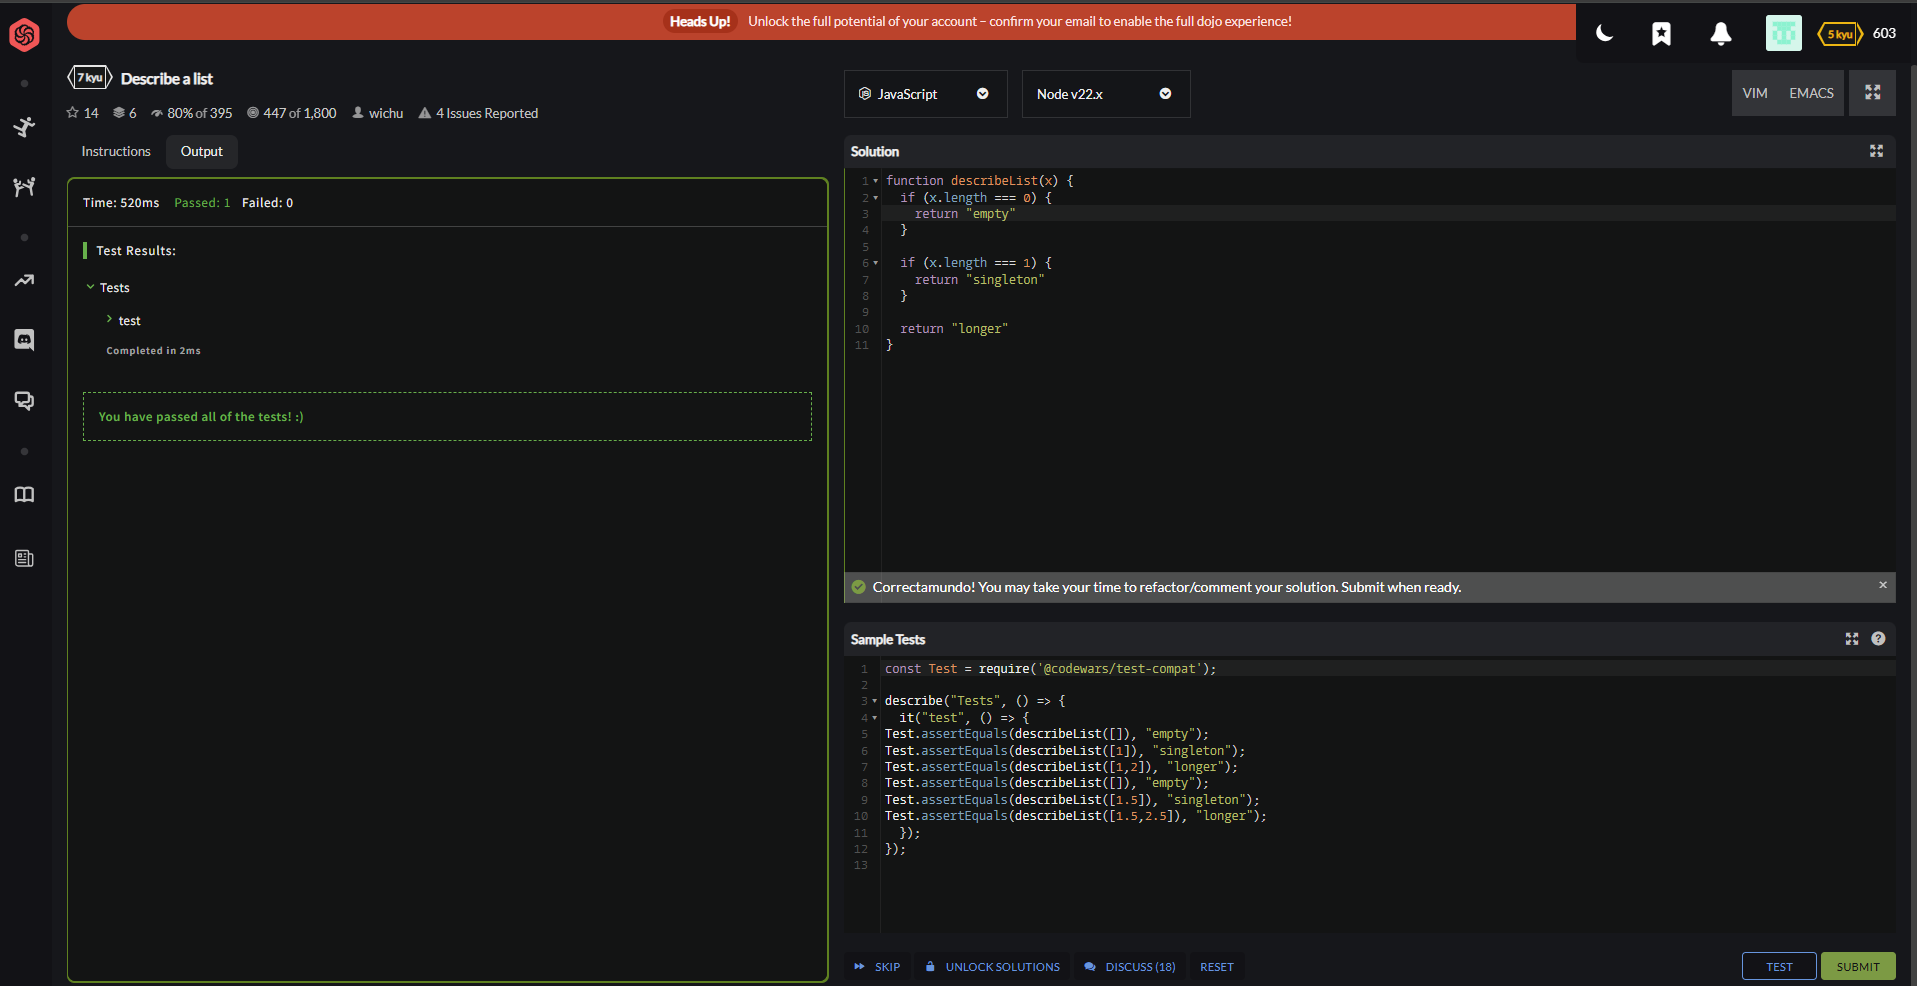 Heads Up! Unlock the full potential of your account – confirm your email to enable the full dojo experience!
5 kyu 603
7 kyu Describe a list
14 6 80% of 395 447 of 1,800 wichu 4 Issues Reported
Instructions Output
Time: 520ms Passed: 1 Failed: 0
Test Results:
Tests
test
Completed in 2ms
You have passed all of the tests! :)
JavaScript Node v22.x VIM EMACS
Solution
1 function describeList(x) {
2   if (x.length === 0) {
3     return "empty"
4   }
5
6   if (x.length === 1) {
7     return "singleton"
8   }
9
10   return "longer"
11 }
Correctamundo! You may take your time to refactor/comment your solution. Submit when ready. ×
Sample Tests
1 const Test = require('@codewars/test-compat');
2
3 describe("Tests", () => {
4   it("test", () => {
5 Test.assertEquals(describeList([]), "empty");
6 Test.assertEquals(describeList([1]), "singleton");
7 Test.assertEquals(describeList([1,2]), "longer");
8 Test.assertEquals(describeList([]), "empty");
9 Test.assertEquals(describeList([1.5]), "singleton");
10 Test.assertEquals(describeList([1.5,2.5]), "longer");
11   });
12 });
13
SKIP UNLOCK SOLUTIONS DISCUSS (18) RESET TEST SUBMIT